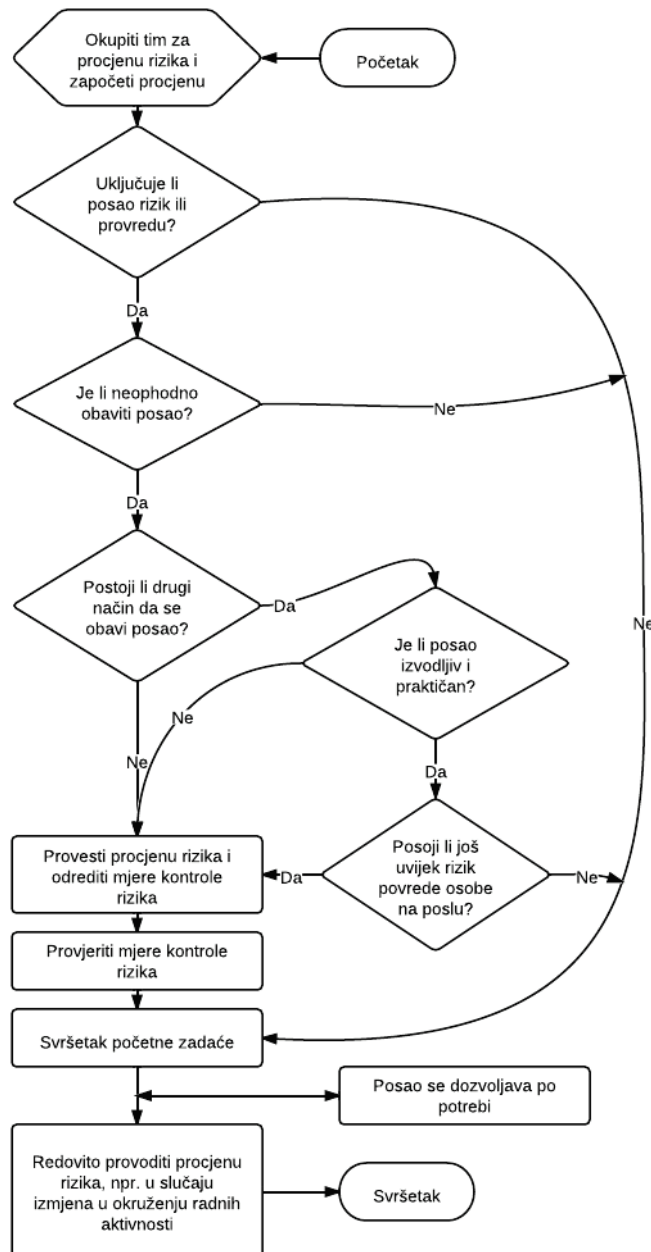 Okupiti tim za
procjenu rizika i
započeti procjenu
Početak
Uključuje li
posao rizik ili
provredu?
Da
Je li neophodno
obaviti posao?
Ne
Da
Postoji li drugi
način da se
obavi posao?
Da
Ne
Je li posao
izvodljiv i
praktičan?
Ne
Ne
Da
Provesti procjenu rizika i
odrediti mjere kontrole
rizika
Da
Posoji li još
uvijek rizik
povrede osobe
na poslu?
Ne
Provjeriti mjere kontrole
rizika
Svršetak početne zadaće
Posao se dozvoljava po
potrebi
Redovito provoditi procjenu
rizika, npr. u slučaju
izmjena u okruženju radnih
aktivnosti
Svršetak